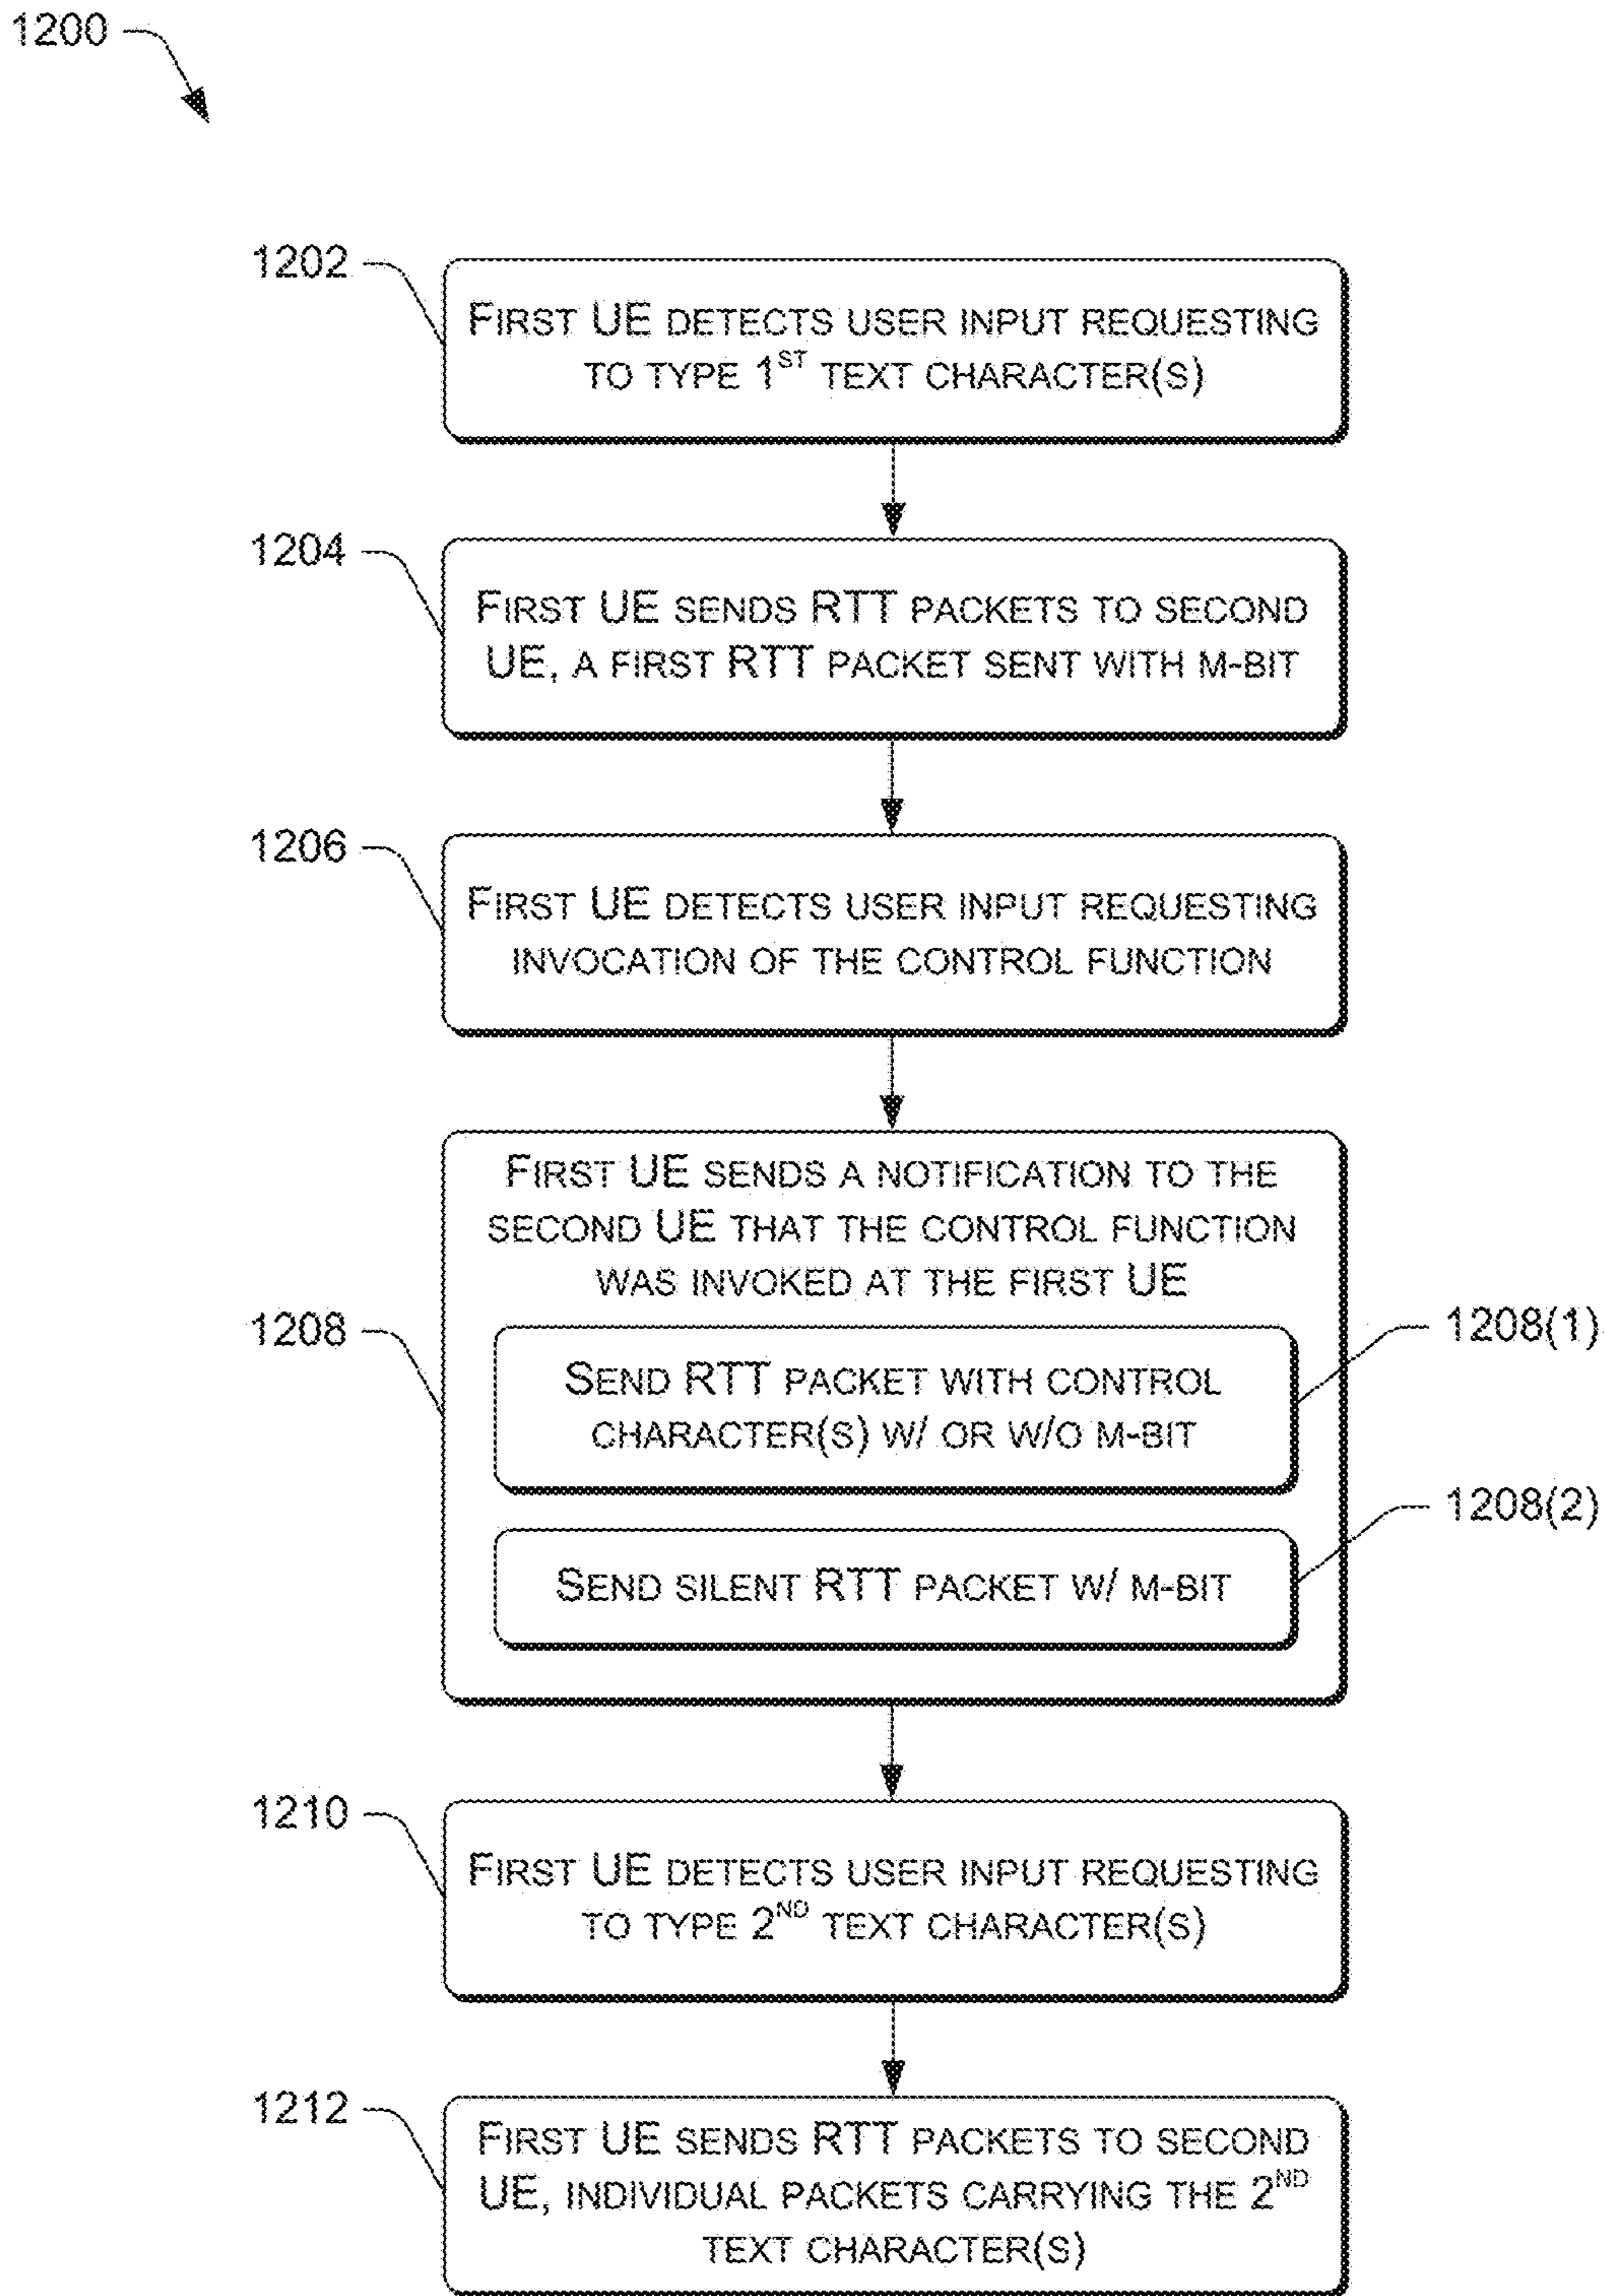 1200
1202
FIRST UE DETECTS USER INPUT REQUESTING
TO TYPE 1ST TEXT CHARACTER(S)
1204
FIRST UE SENDS RTT PACKETS TO SECOND
UE, A FIRST RTT PACKET SENT WITH M-BIT
1206
FIRST UE DETECTS USER INPUT REQUESTING
INVOCATION OF THE CONTROL FUNCTION
1208
FIRST UE SENDS A NOTIFICATION TO THE
SECOND UE THAT THE CONTROL FUNCTION
WAS INVOKED AT THE FIRST UE
1208(1)
SEND RTT PACKET WITH CONTROL
CHARACTER(S) W/ OR W/O M-BIT
1208(2)
SEND SILENT RTT PACKET W/ M-BIT
1210
FIRST UE DETECTS USER INPUT REQUESTING
TO TYPE 2ND TEXT CHARACTER(S)
1212
FIRST UE SENDS RTT PACKETS TO SECOND
UE, INDIVIDUAL PACKETS CARRYING THE 2ND
TEXT CHARACTER(S)